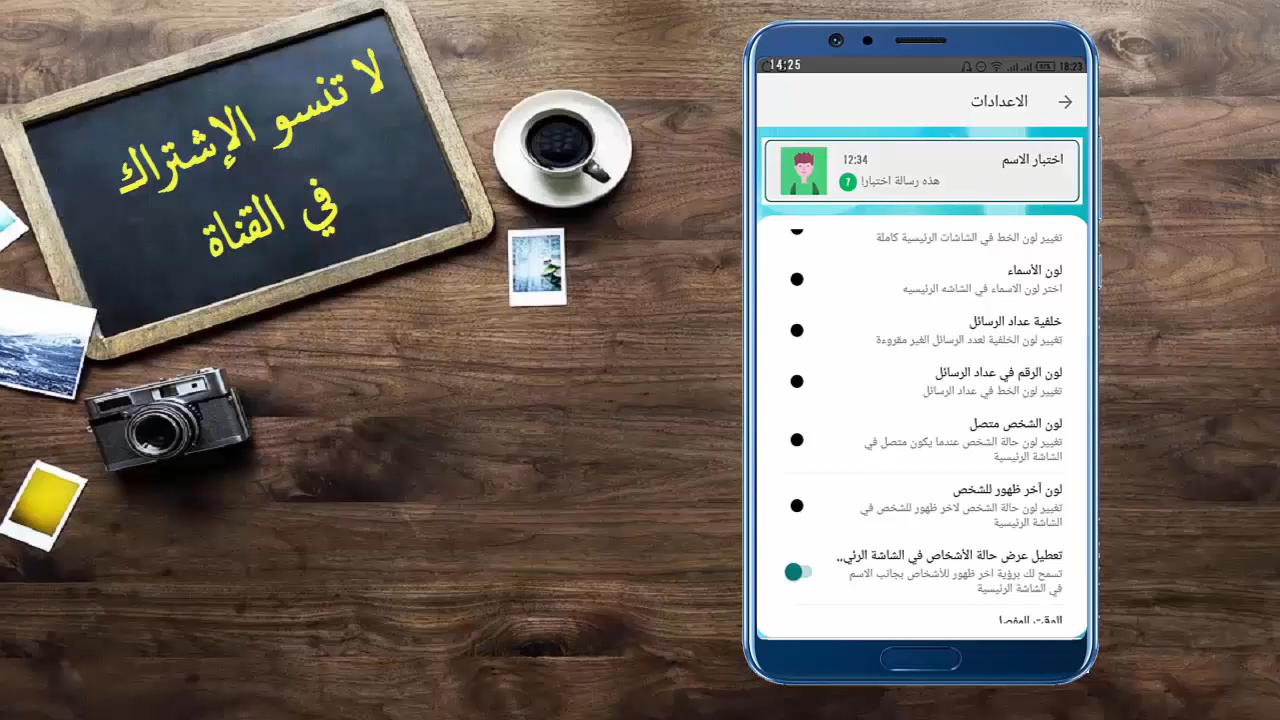 لا تنسو الإشتراك
في القناة
14:25
18:23
الاعدادات
اختبار الاسم
12:34
هذه رسالة اختبار!
7
تغيير لون الخط في الشاشات الرئيسية كاملة
لون الأسماء
اختر لون الاسماء في الشاشه الرئيسيه
خلفية عداد الرسائل
تغيير لون الخلفية لعدد الرسائل الغير مقروءة
لون الرقم في عداد الرسائل
تغيير لون الخط في عداد الرسائل
لون الشخص متصل
تغيير لون حالة الشخص عندما يكون متصل في
الشاشة الرئيسية
لون آخر ظهور للشخص
تغيير لون حالة الشخص لاخر ظهور للشخص في
الشاشة الرئيسية
تعطيل عرض حالة الأشخاص في الشاشة الرئي..
تسمح لك برؤية اخر ظهور للأشخاص بجانب الاسم
في الشاشة الرئيسية
الوقت المفصل